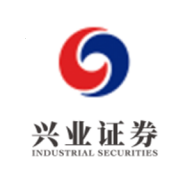 兴业证券
INDUSTRIAL SECURITIES